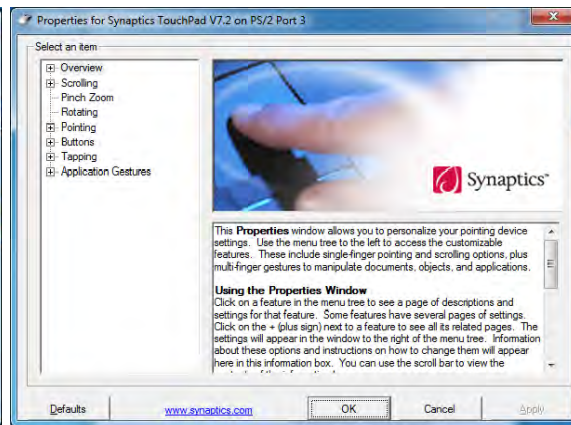 Properties for Synaptics TouchPad V7.2 on PS/2 Port 3
Select an item
Overview
Scrolling
Pinch Zoom
Rotating
Pointing
Buttons
Tapping
Application Gestures
Synaptics™
This Properties window allows you to personalize your pointing device
settings. Use the menu tree to the left to access the customizable
features. These include single-finger pointing and scrolling options, plus
multi-finger gestures to manipulate documents, objects, and applications.
Using the Properties Window
Click on a feature in the menu tree to see a page of descriptions and
settings for that feature. Some features have several pages of settings.
Click on the + (plus sign) next to a feature to see all its related pages. The
settings will appear in the window to the right of the menu tree. Information
about these options and instructions on how to change them will appear
here in this information box. You can use the scroll bar to view the
Defaults
www.synaptics.com
OK
Cancel
Apply